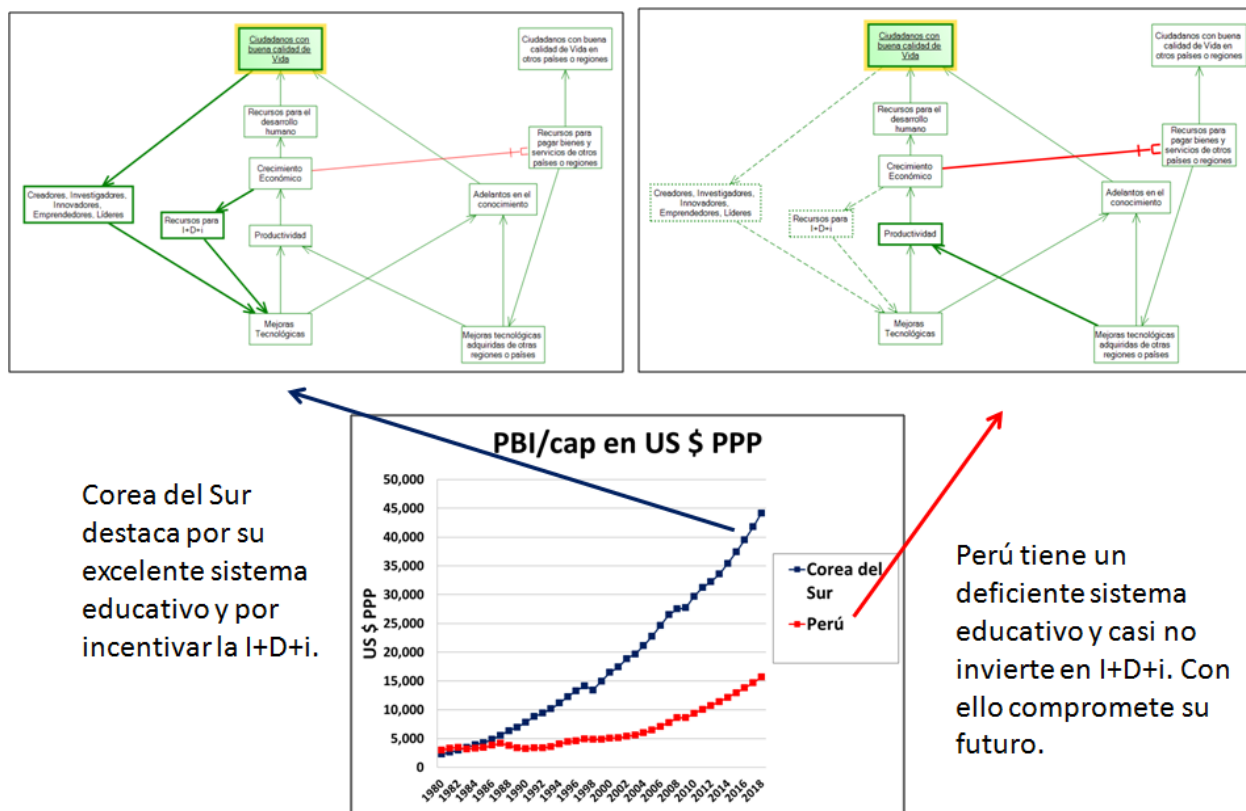 Ciudadanos con
buena calidad de
Vida
Ciudadanos con buena
calidad de Vida en
otros países o regiones
Recursos para el
desarrollo
humano
Recursos para
pagar bienes y
servicios de otros
países o regiones
Crecimiento
Económico
Creadores, Investigadores,
Innovadores,
Emprendedores, Líderes
Recursos para
I+D+i
Adelantos en el
conocimiento
Productividad
Mejoras
Tecnológicas
Mejoras tecnológicas
adquiridas de otras
regiones o países
Ciudadanos con
buena calidad de
Vida
Ciudadanos con buena
calidad de Vida en
otros países o regiones
Recursos para el
desarrollo
humano
Recursos para
pagar bienes y
servicios de otros
países o regiones
Crecimiento
Económico
Creadores, Investigadores,
Innovadores,
Emprendedores, Líderes
Recursos para
I+D+i
Adelantos en el
conocimiento
Productividad
Mejoras
Tecnológicas
Mejoras tecnológicas
adquiridas de otras
regiones o países
Corea del Sur
destaca por su
excelente sistema
educativo y por
incentivar la I+D+i.
PBI/cap en US $ PPP
US $ PPP
50,000
45,000
40,000
35,000
30,000
25,000
20,000
15,000
10,000
5,000
0
1980
1982
1984
1986
1988
1990
1992
1994
1996
1998
2000
2002
2004
2006
2008
2010
2012
2014
2016
2018
Corea del
Sur
Perú
Perú tiene un
deficiente sistema
educativo y casi no
invierte en I+D+i. Con
ello compromete su
futuro.